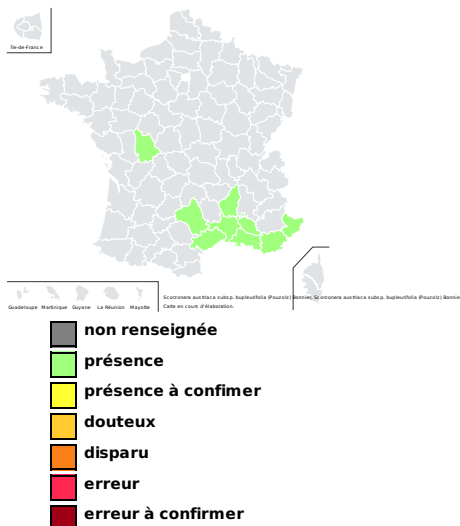 Île-de-France
Guadeloupe Martinique Guyane La Réunion Mayotte
Scorzonera austriaca subsp. bupleurifolia (Pouzolz) Bonnier, Scorzonera austriaca subsp. bupleurifolia (Pouzolz) Bonnie
Carte en cours d'élaboration.
non renseignée
présence
présence à confimer
douteux
disparu
erreur
erreur à confirmer